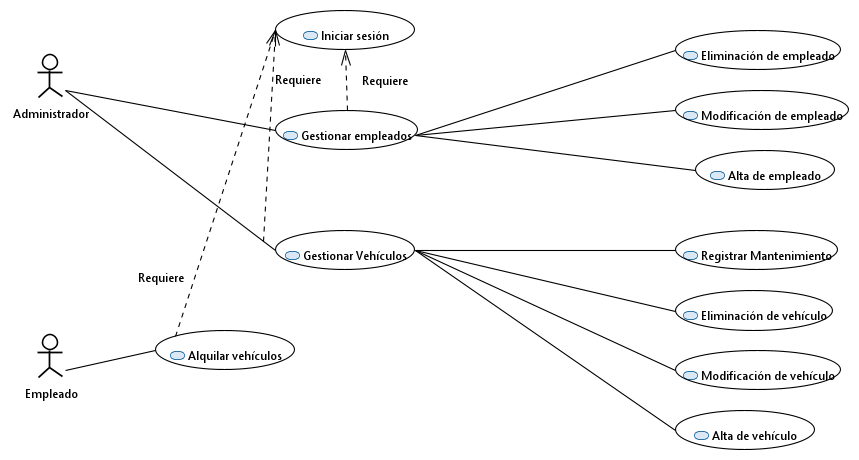 Iniciar sesión
Eliminación de empleado
Requiere
Requiere
Administrador
Modificación de empleado
Gestionar empleados
Alta de empleado
Gestionar Vehículos
Registrar Mantenimiento
Requiere
Eliminación de vehículo
Alquilar vehículos
Modificación de vehículo
Empleado
Alta de vehículo